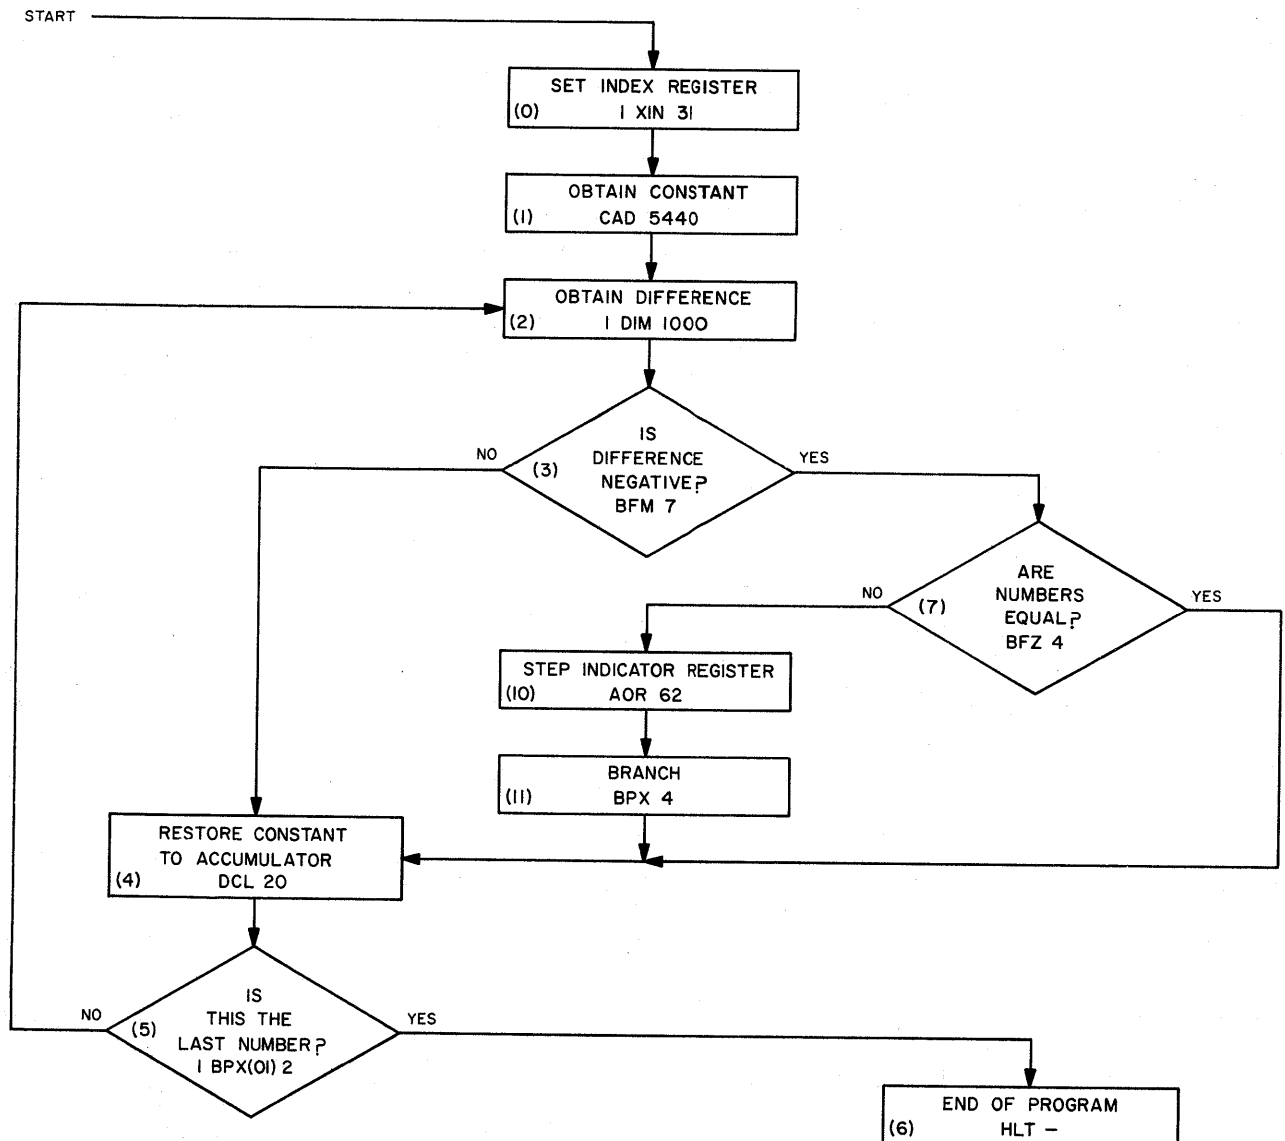 START
SET INDEX REGISTER
(0) 1 XIN 31
OBTAIN CONSTANT
(1) CAD 5440
OBTAIN DIFFERENCE
(2) 1 DIM 1000
IS
NO (3) DIFFERENCE YES
NEGATIVE?
BFM 7
ARE
NO (7) NUMBERS YES
EQUAL?
BFZ 4
STEP INDICATOR REGISTER
(10) AOR 62
BRANCH
(11) BPX 4
RESTORE CONSTANT
TO ACCUMULATOR
(4) DCL 20
IS
NO (5) THIS THE YES
LAST NUMBER?
1 BPX(01) 2
END OF PROGRAM
(6) HLT –